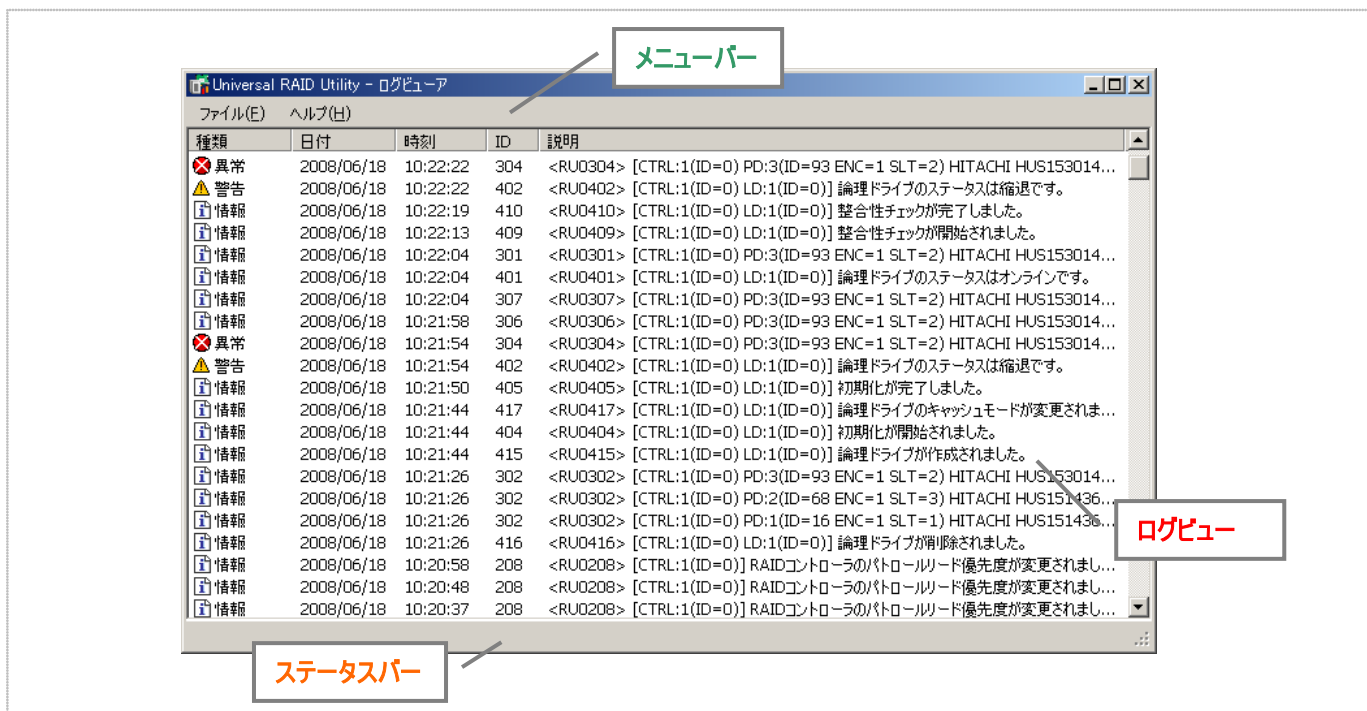 メニューバー
Universal RAID Utility - ログビューア
ファイル(F) ヘルプ(H)
種類 日付 時刻 ID 説明
異常 2008/06/18 10:22:22 304 <RU0304> [CTRL:1(ID=0) PD:3(ID=93 ENC=1 SLT=2) HITACHI HUS153014...
警告 2008/06/18 10:22:22 402 <RU0402> [CTRL:1(ID=0) LD:1(ID=0)] 論理ドライブのステータスは縮退です。
情報 2008/06/18 10:22:19 410 <RU0410> [CTRL:1(ID=0) LD:1(ID=0)] 整合性チェックが完了しました。
情報 2008/06/18 10:22:13 409 <RU0409> [CTRL:1(ID=0) LD:1(ID=0)] 整合性チェックが開始されました。
情報 2008/06/18 10:22:04 301 <RU0301> [CTRL:1(ID=0) PD:3(ID=93 ENC=1 SLT=2) HITACHI HUS153014...
情報 2008/06/18 10:22:04 401 <RU0401> [CTRL:1(ID=0) LD:1(ID=0)] 論理ドライブのステータスはオンラインです。
情報 2008/06/18 10:22:04 307 <RU0307> [CTRL:1(ID=0) PD:3(ID=93 ENC=1 SLT=2) HITACHI HUS153014...
情報 2008/06/18 10:21:58 306 <RU0306> [CTRL:1(ID=0) PD:3(ID=93 ENC=1 SLT=2) HITACHI HUS153014...
異常 2008/06/18 10:21:54 304 <RU0304> [CTRL:1(ID=0) PD:3(ID=93 ENC=1 SLT=2) HITACHI HUS153014...
警告 2008/06/18 10:21:54 402 <RU0402> [CTRL:1(ID=0) LD:1(ID=0)] 論理ドライブのステータスは縮退です。
情報 2008/06/18 10:21:50 405 <RU0405> [CTRL:1(ID=0) LD:1(ID=0)] 初期化が完了しました。
情報 2008/06/18 10:21:44 417 <RU0417> [CTRL:1(ID=0) LD:1(ID=0)] 論理ドライブのキャッシュモードが変更されま...
情報 2008/06/18 10:21:44 404 <RU0404> [CTRL:1(ID=0) LD:1(ID=0)] 初期化が開始されました。
情報 2008/06/18 10:21:44 415 <RU0415> [CTRL:1(ID=0) LD:1(ID=0)] 論理ドライブが作成されました。
情報 2008/06/18 10:21:26 302 <RU0302> [CTRL:1(ID=0) PD:3(ID=93 ENC=1 SLT=2) HITACHI HUS153014...
情報 2008/06/18 10:21:26 302 <RU0302> [CTRL:1(ID=0) PD:2(ID=68 ENC=1 SLT=3) HITACHI HUS151436...
情報 2008/06/18 10:21:26 302 <RU0302> [CTRL:1(ID=0) PD:1(ID=16 ENC=1 SLT=1) HITACHI HUS151436...
情報 2008/06/18 10:21:26 416 <RU0416> [CTRL:1(ID=0) LD:1(ID=0)] 論理ドライブが削除されました。
情報 2008/06/18 10:20:58 208 <RU0208> [CTRL:1(ID=0)] RAIDコントローラのパトロールリード優先度が変更されまし...
情報 2008/06/18 10:20:48 208 <RU0208> [CTRL:1(ID=0)] RAIDコントローラのパトロールリード優先度が変更されまし...
情報 2008/06/18 10:20:37 208 <RU0208> [CTRL:1(ID=0)] RAIDコントローラのパトロールリード優先度が変更されまし...
ログビュー
ステータスバー